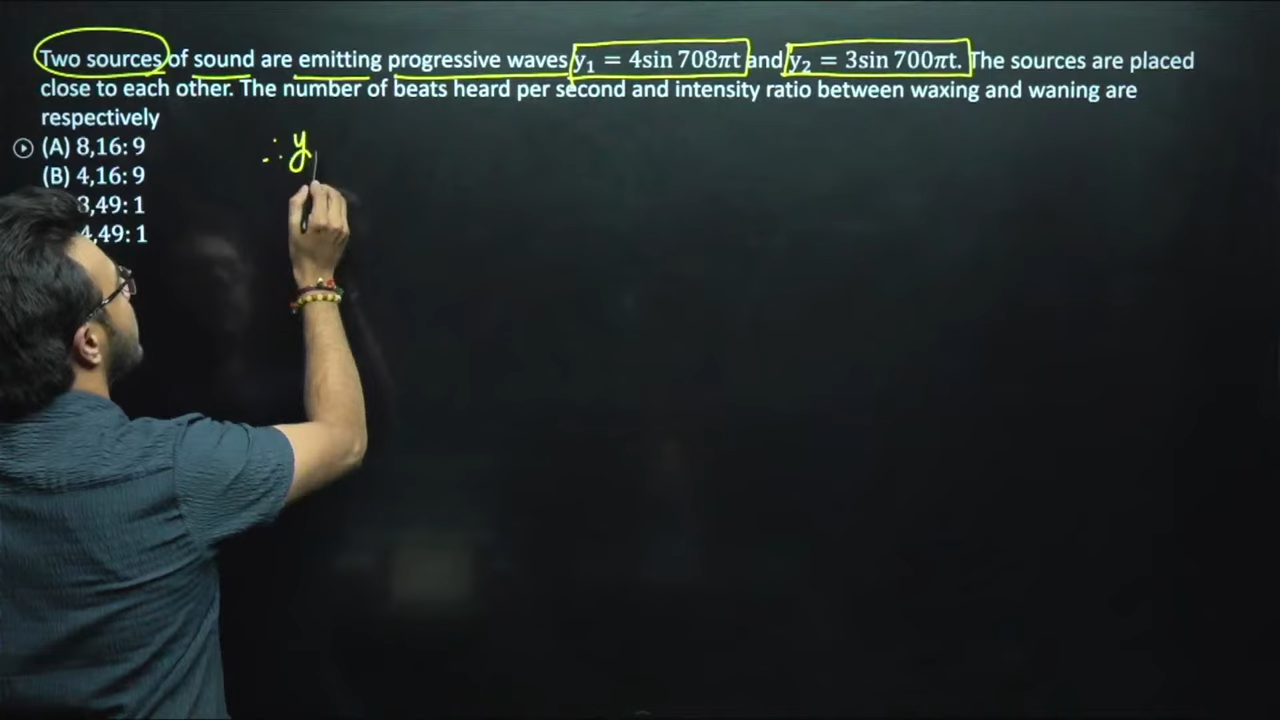 Two sources of sound are emitting progressive waves y₁ = 4sin 708πt and y₂ = 3sin 700πt. The sources are placed
close to each other. The number of beats heard per second and intensity ratio between waxing and waning are
respectively
(A) 8,16: 9
(B) 4,16: 9
8,49: 1
4,49: 1
∴ y